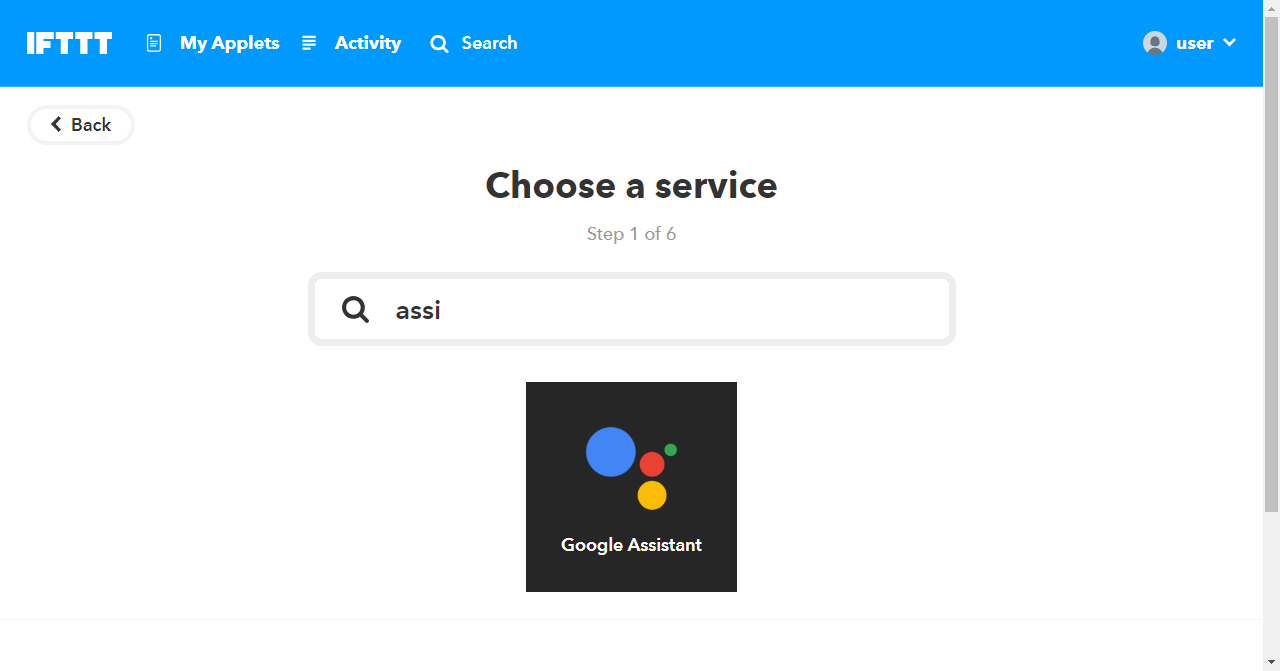 IFTTT My Applets Activity Search user
Back
Choose a service
Step 1 of 6
assi
Google Assistant